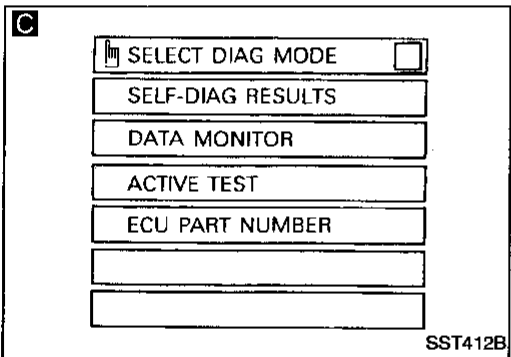 C
SELECT DIAG MODE
SELF-DIAG RESULTS
DATA MONITOR
ACTIVE TEST
ECU PART NUMBER
SST412B